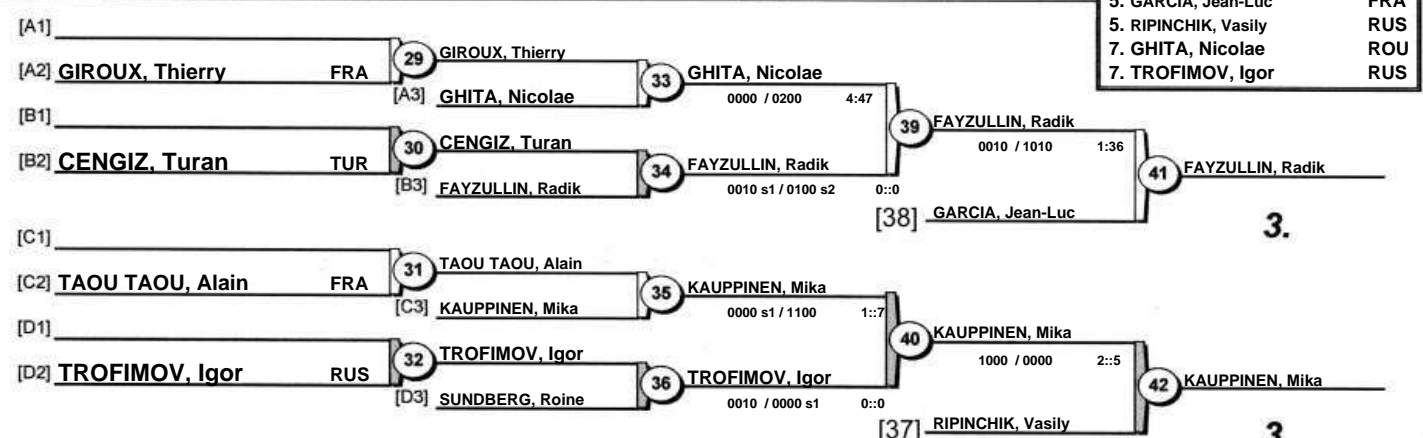 5. GARCIA, Jean-Luc FRA
5. RIPINCHIK, Vasily RUS
7. GHITA, Nicolae ROU
7. TROFIMOV, Igor RUS
[A1]
[A2] GIROUX, Thierry FRA
29
GIROUX, Thierry
[A3] GHITA, Nicolae
33
GHITA, Nicolae
0000 / 0200 4:47
[B1]
[B2] CENGIZ, Turan TUR
30
CENGIZ, Turan
[B3] FAYZULLIN, Radik
34
FAYZULLIN, Radik
0010 s1 / 0100 s2 0::0
39
FAYZULLIN, Radik
0010 / 1010 1:36
[38] GARCIA, Jean-Luc
41
FAYZULLIN, Radik
3.
[C1]
[C2] TAOU TAOU, Alain FRA
31
TAOU TAOU, Alain
[C3] KAUPPINEN, Mika
35
KAUPPINEN, Mika
0000 s1 / 1100 1::7
[D1]
[D2] TROFIMOV, Igor RUS
32
TROFIMOV, Igor
[D3] SUNDBERG, Roine
36
TROFIMOV, Igor
0010 / 0000 s1 0::0
40
KAUPPINEN, Mika
1000 / 0000 2::5
[37] RIPINCHIK, Vasily
42
KAUPPINEN, Mika
3.